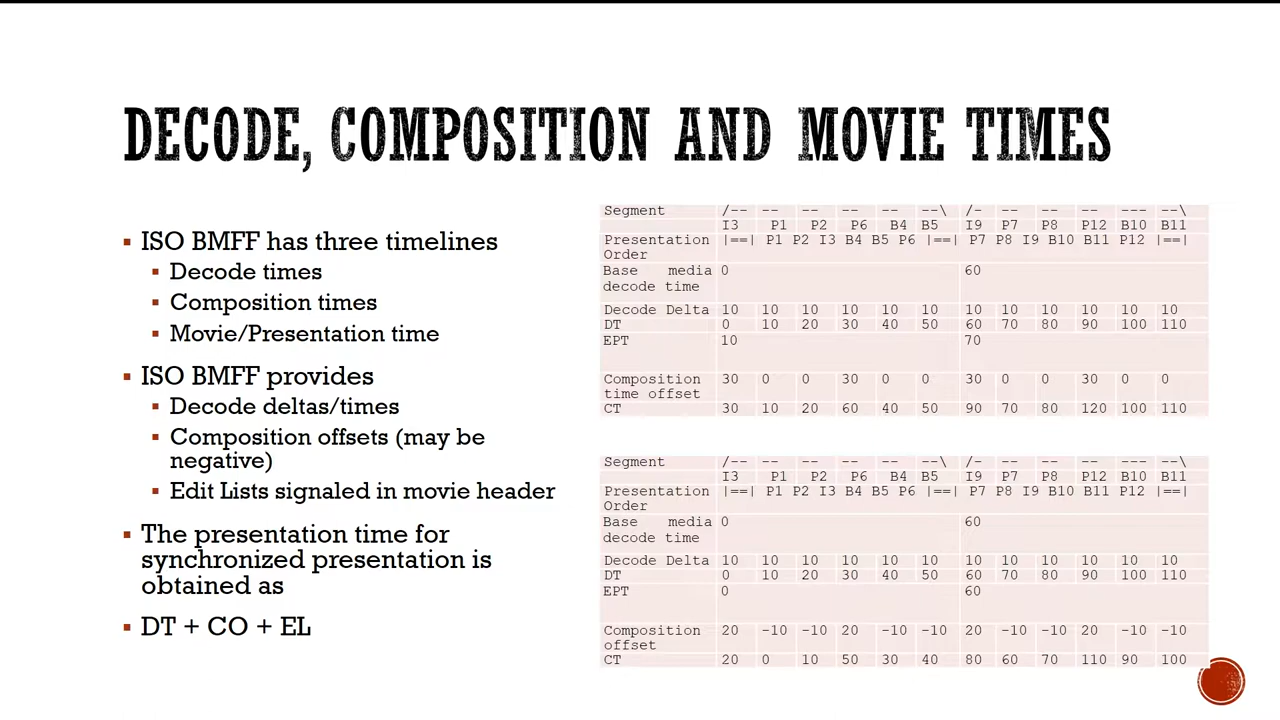 DECODE, COMPOSITION AND MOVIE TIMES
▪ ISO BMFF has three timelines
▪ Decode times
▪ Composition times
▪ Movie/Presentation time
▪ ISO BMFF provides
▪ Decode deltas/times
▪ Composition offsets (may be
negative)
▪ Edit Lists signaled in movie header
▪ The presentation time for
synchronized presentation is
obtained as
▪ DT + CO + EL
Segment /-- -- -- -- -- --\ /- -- -- -- --- --\
I3 P1 P2 P6 B4 B5 I9 P7 P8 P12 B10 B11
Presentation |==| P1 P2 I3 B4 B5 P6 |==| P7 P8 I9 B10 B11 P12 |==|
Order
Base media 0 60
decode time
Decode Delta 10 10 10 10 10 10 10 10 10 10 10 10
DT 0 10 20 30 40 50 60 70 80 90 100 110
EPT 10 70
Composition 30 0 0 30 0 0 30 0 0 30 0 0
time offset
CT 30 10 20 60 40 50 90 70 80 120 100 110
Segment /-- -- -- -- -- --\ /- -- -- -- --- --\
I3 P1 P2 P6 B4 B5 I9 P7 P8 P12 B10 B11
Presentation |==| P1 P2 I3 B4 B5 P6 |==| P7 P8 I9 B10 B11 P12 |==|
Order
Base media 0 60
decode time
Decode Delta 10 10 10 10 10 10 10 10 10 10 10 10
DT 0 10 20 30 40 50 60 70 80 90 100 110
EPT 0 60
Composition 20 -10 -10 20 -10 -10 20 -10 -10 20 -10 -10
offset
CT 20 0 10 50 30 40 80 60 70 110 90 100